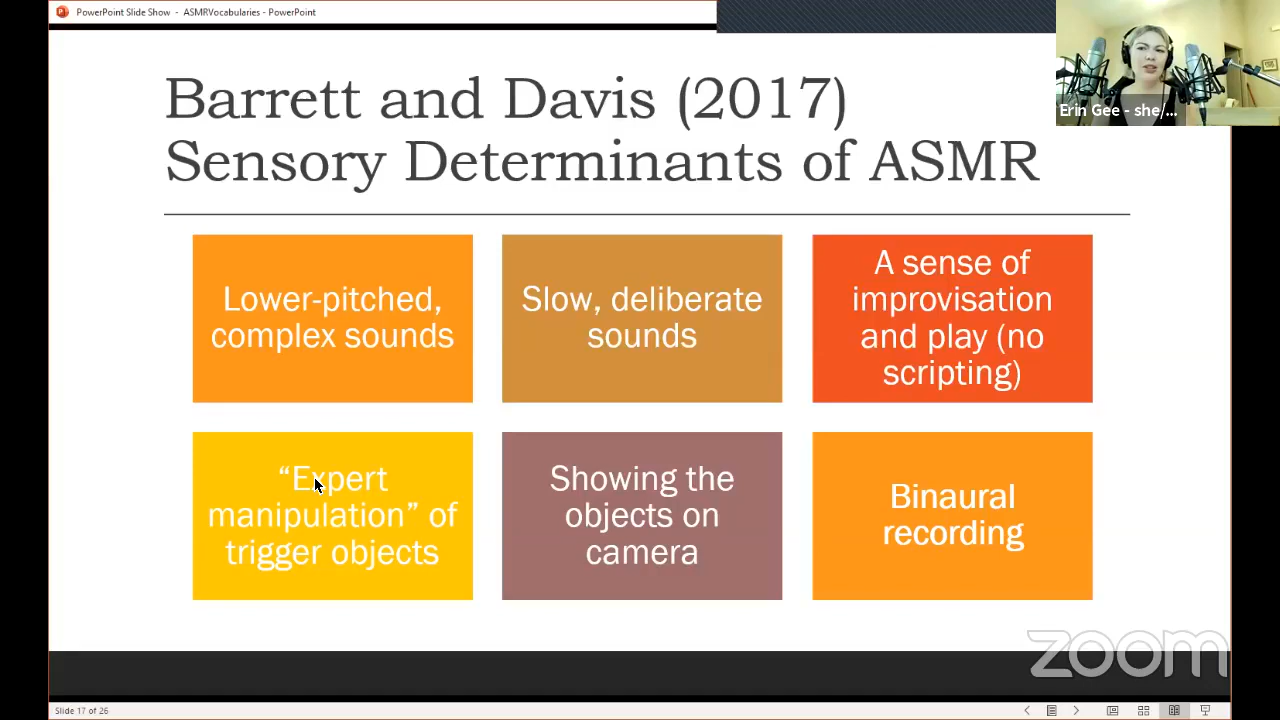 PowerPoint Slide Show - ASMRVocabularies - PowerPoint
Erin Gee - she/...
Barrett and Davis (2017)
Sensory Determinants of ASMR
Lower-pitched,
complex sounds
Slow, deliberate
sounds
A sense of
improvisation
and play (no
scripting)
“Expert
manipulation” of
trigger objects
Showing the
objects on
camera
Binaural
recording
zoom
Slide 17 of 26